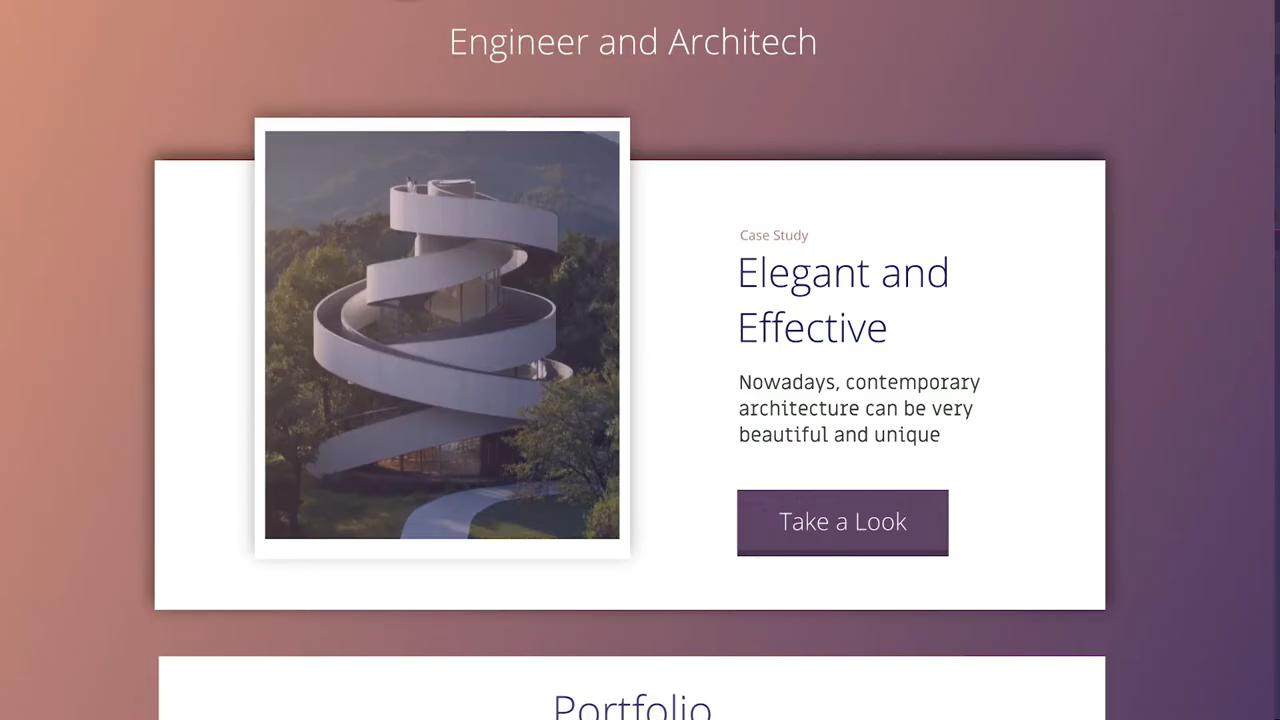 Engineer and Architech
Case Study
Elegant and
Effective
Nowadays, contemporary
architecture can be very
beautiful and unique
Take a Look
Portfolio